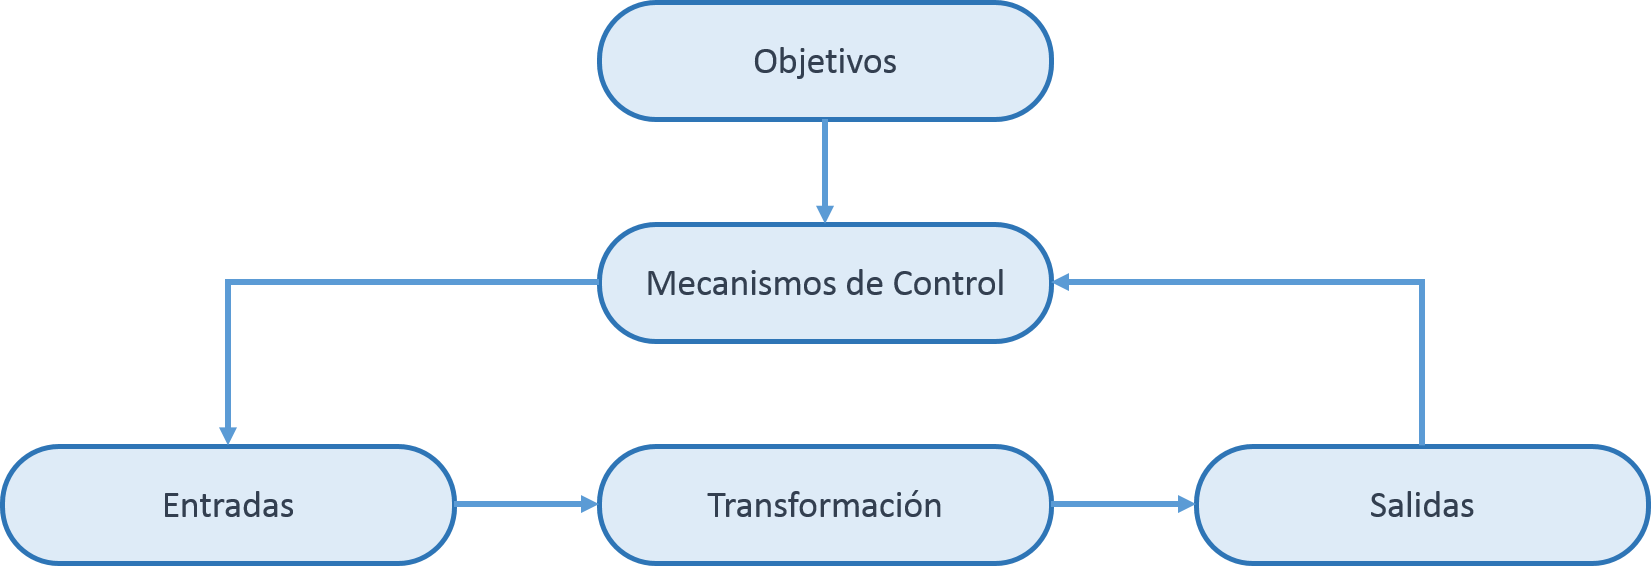 Objetivos
Mecanismos de Control
Entradas
Transformación
Salidas